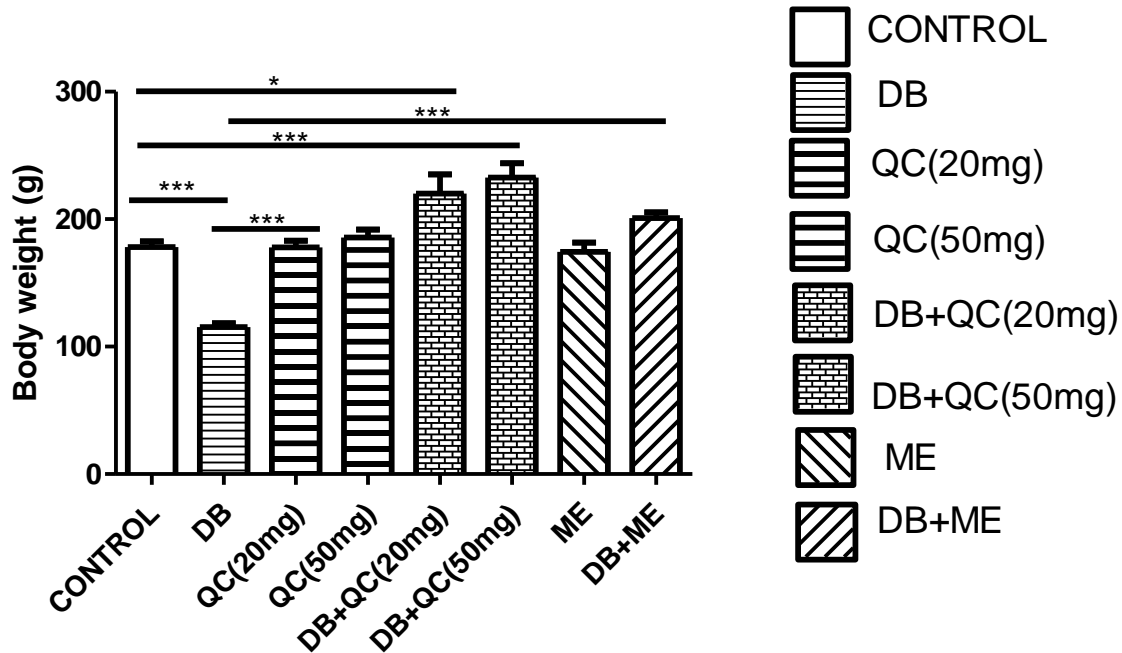 CONTROL
DB
QC(20mg)
QC(50mg)
DB+QC(20mg)
DB+QC(50mg)
ME
DB+ME
Body weight (g)
300
200
100
0
*
***
***
***
***
CONTROL
DB
QC(20mg)
QC(50mg)
DB+QC(20mg)
DB+QC(50mg)
ME
DB+ME